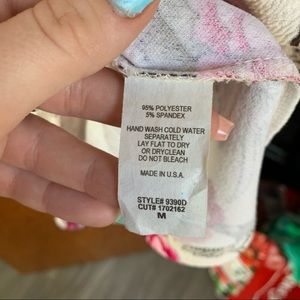 95% POLYESTER
5% SPANDEX
HAND WASH COLD WATER
SEPARATELY
LAY FLAT TO DRY
OR DRYCLEAN
DO NOT BLEACH
MADE IN U.S.A.
STYLE# 9390D
CUT# 1702162
M